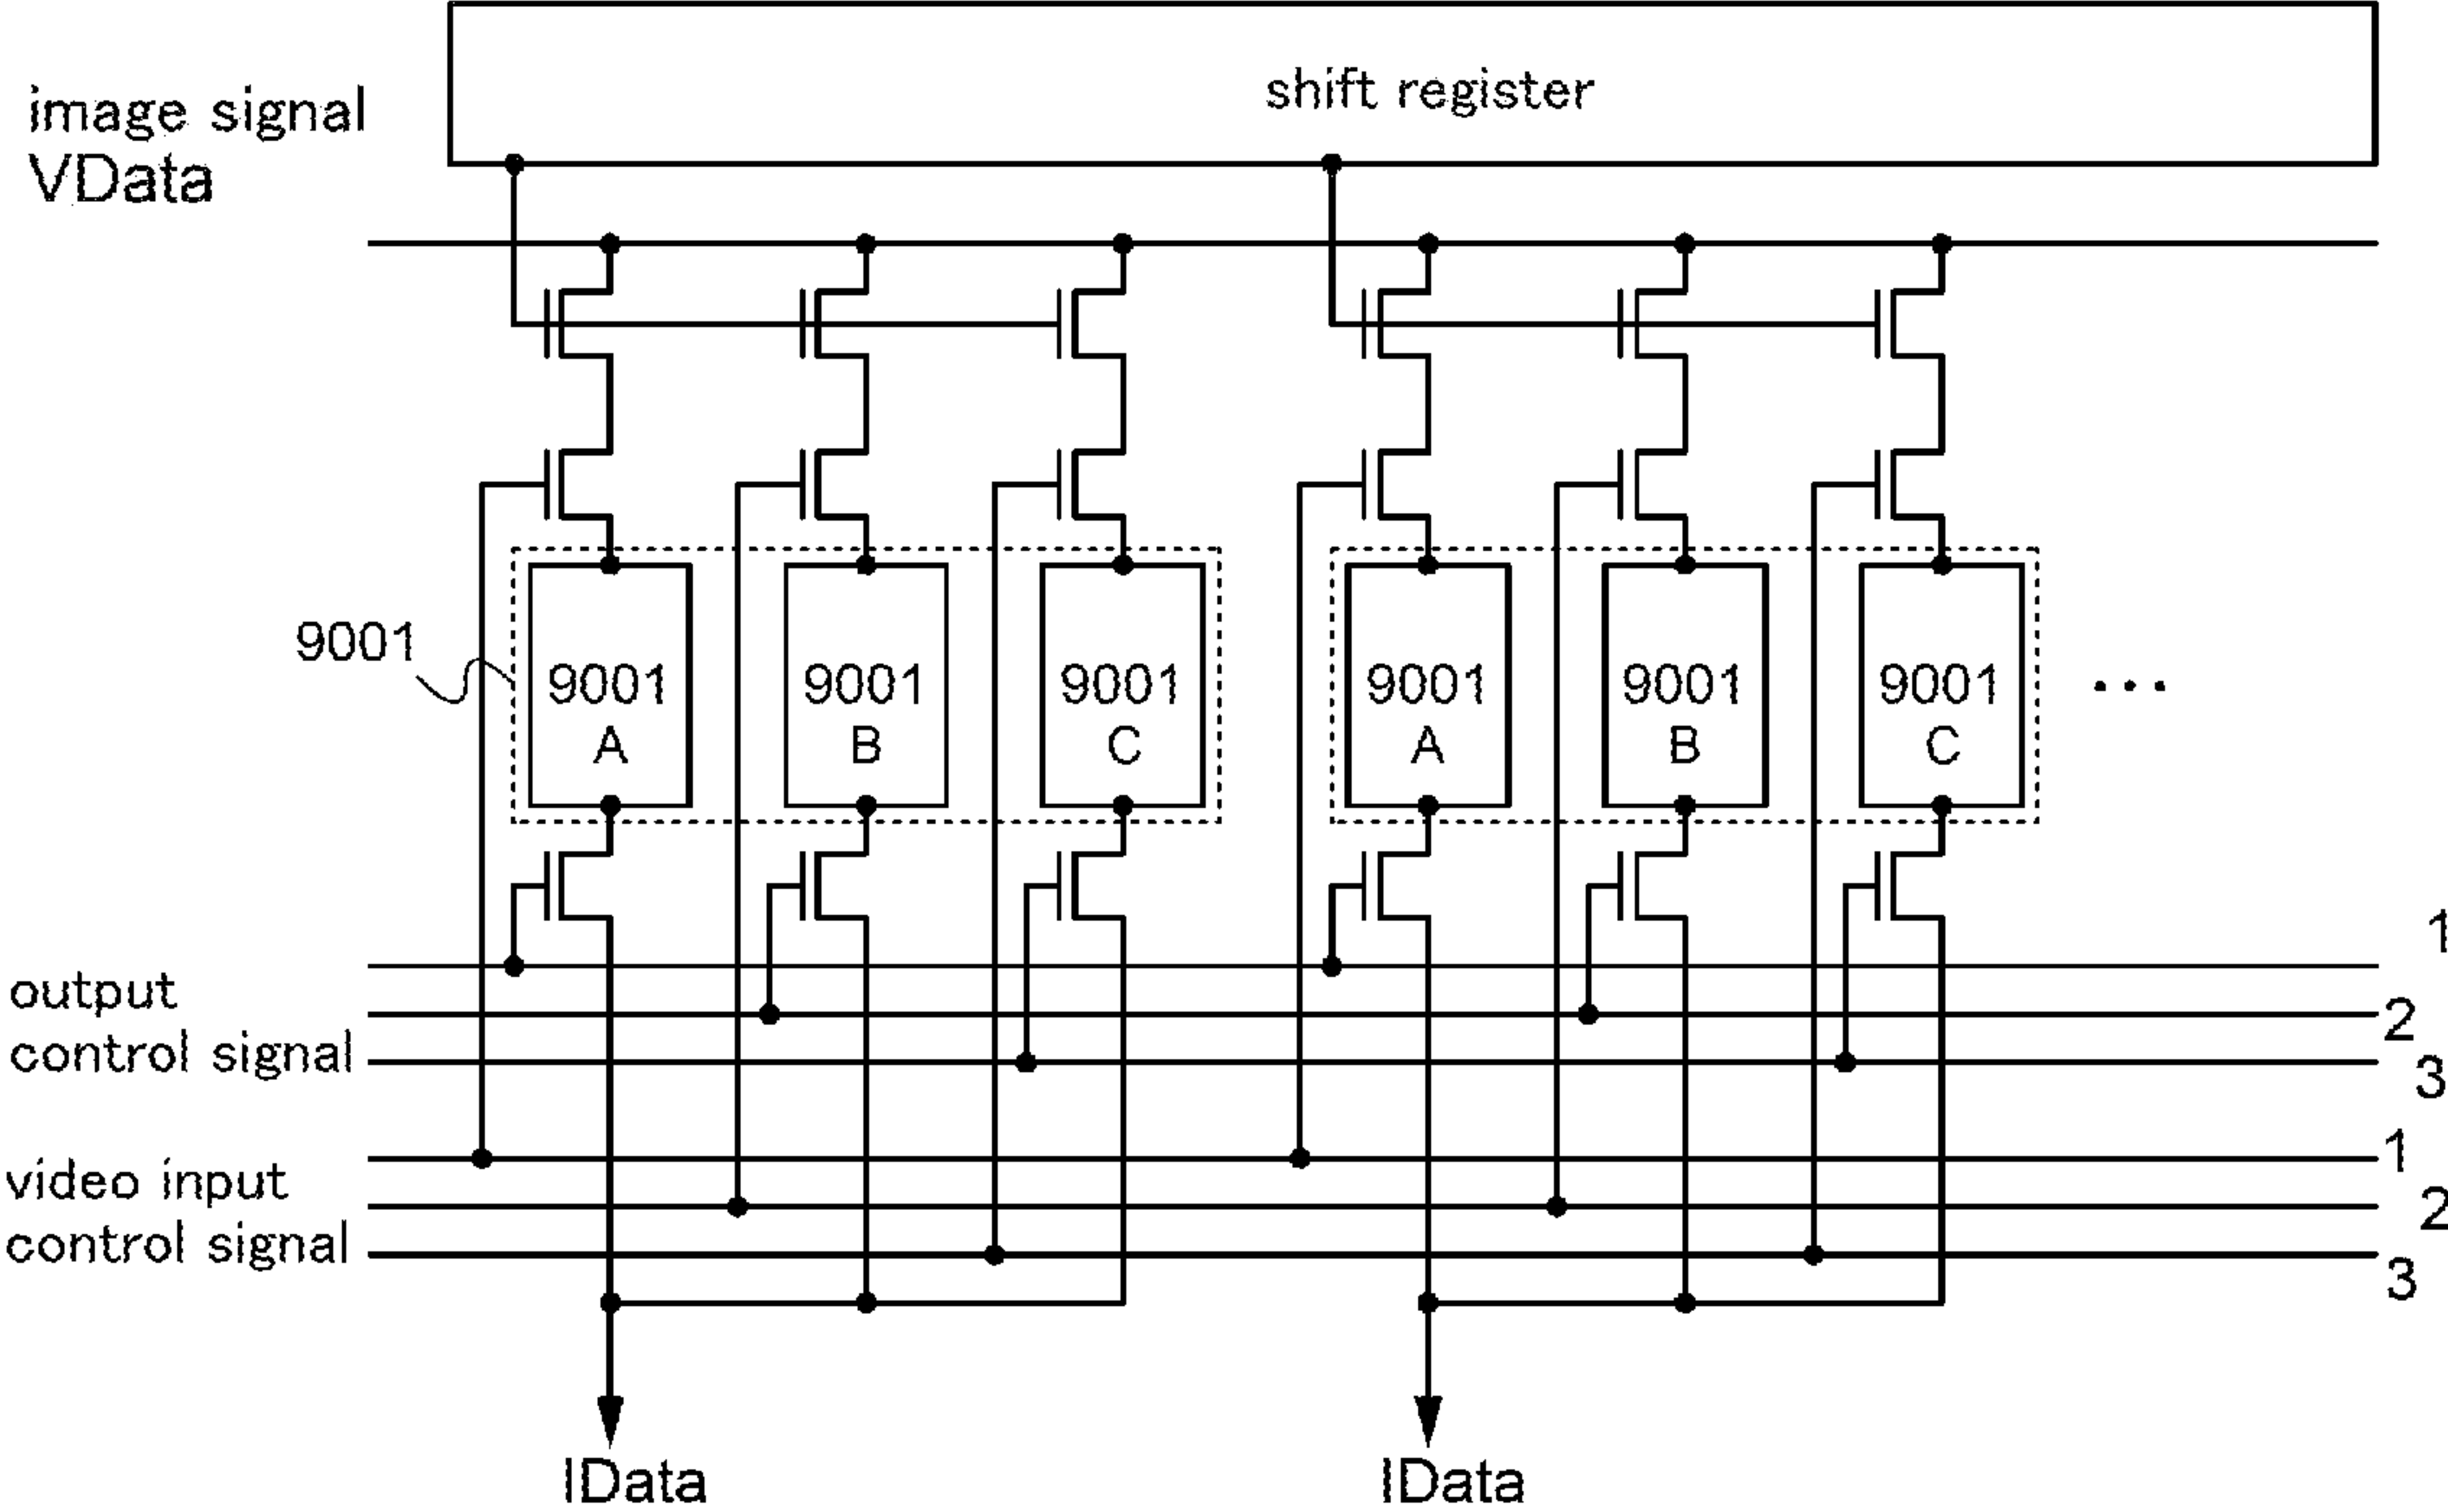 shift register
image signal
VData
9001
9001
A
9001
B
9001
C
9001
A
9001
B
9001
C
...
output
control signal
1
2
3
video input
control signal
1
2
3
IData
IData